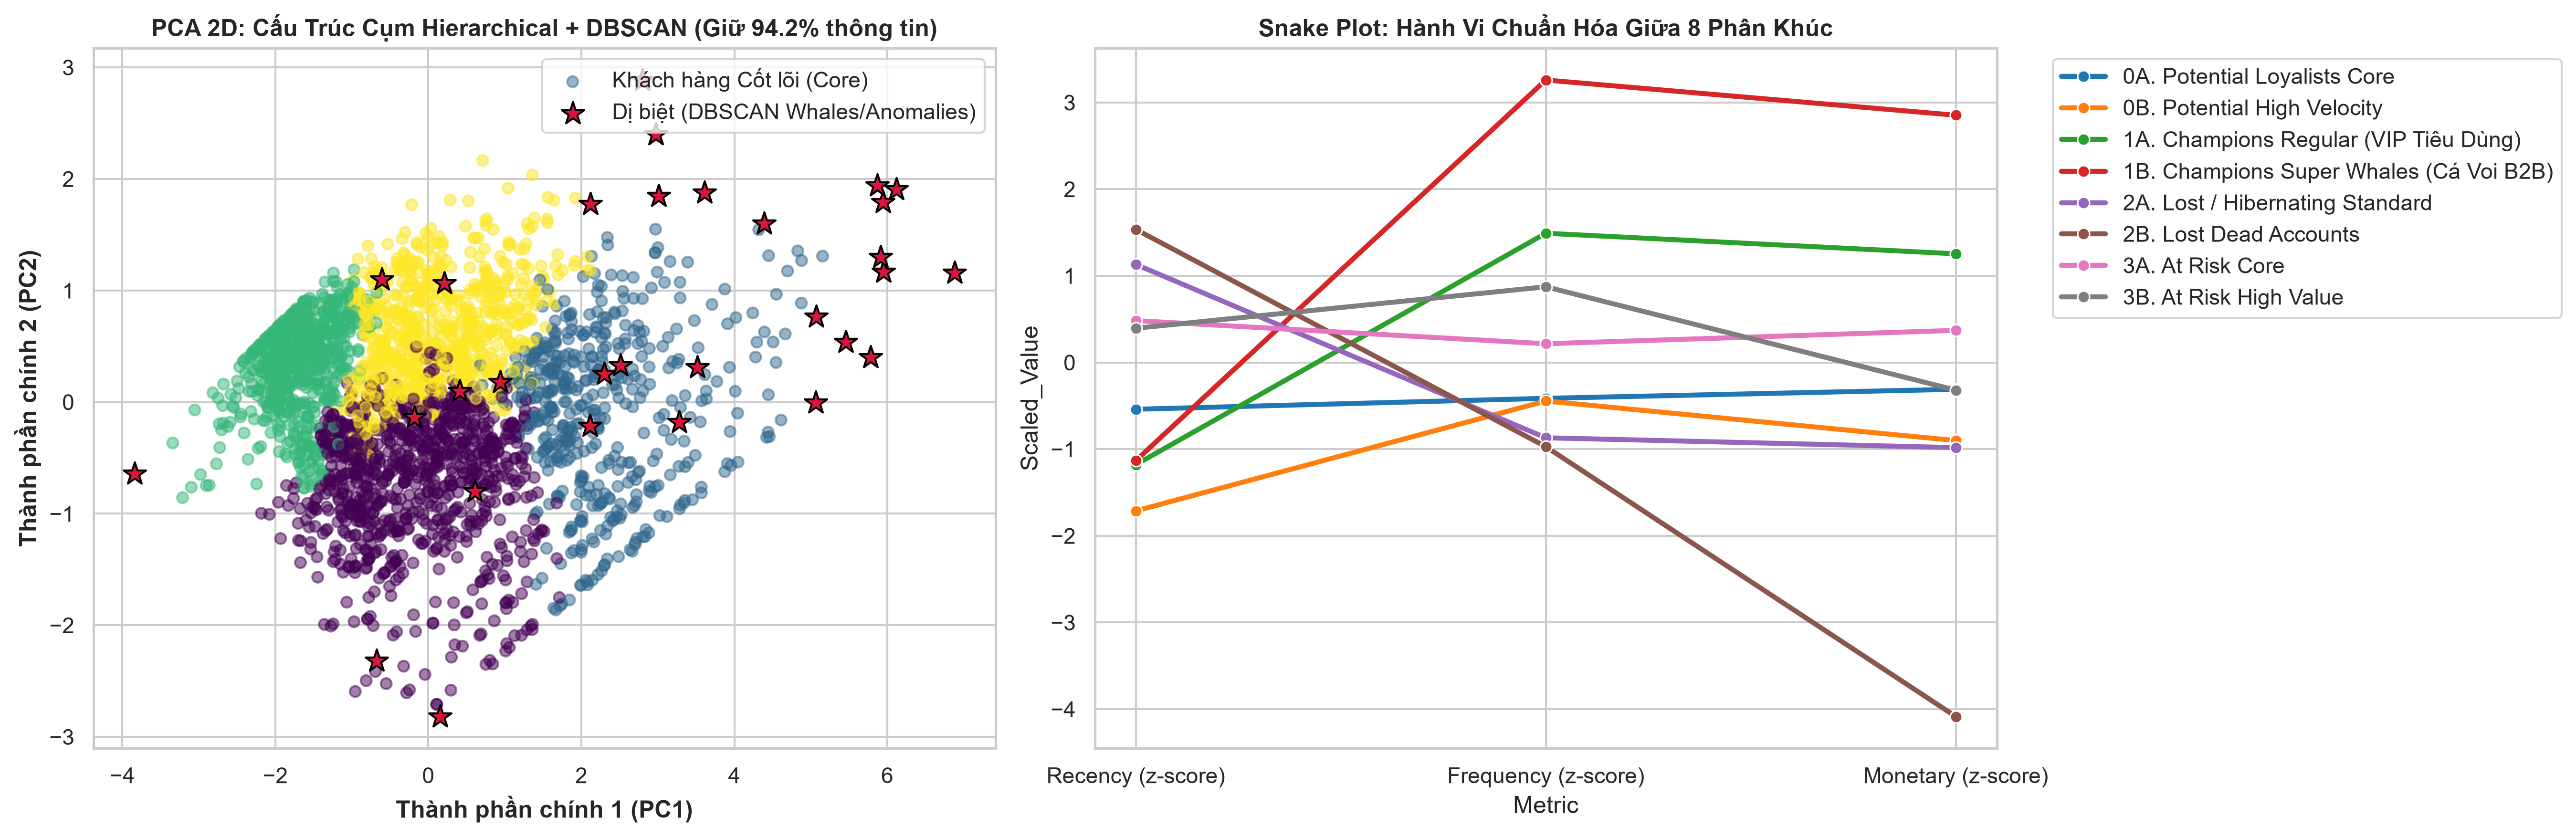 PCA 2D: Cấu Trúc Cụm Hierarchical + DBSCAN (Giữ 94.2% thông tin)
Khách hàng Cốt lõi (Core)
Dị biệt (DBSCAN Whales/Anomalies)
Thành phần chính 2 (PC2)
3
2
1
0
−1
−2
−3
−4
−2
0
2
4
6
Thành phần chính 1 (PC1)
Snake Plot: Hành Vi Chuẩn Hóa Giữa 8 Phân Khúc
Scaled_Value
3
2
1
0
−1
−2
−3
−4
Recency (z-score)
Frequency (z-score)
Monetary (z-score)
Metric
0A. Potential Loyalists Core
0B. Potential High Velocity
1A. Champions Regular (VIP Tiêu Dùng)
1B. Champions Super Whales (Cá Voi B2B)
2A. Lost / Hibernating Standard
2B. Lost Dead Accounts
3A. At Risk Core
3B. At Risk High Value